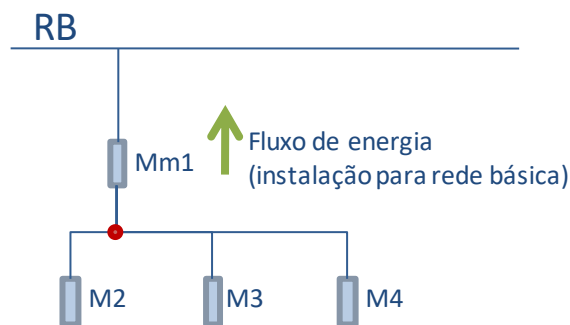 RB
Fluxo de energia
Mm1
(instalação para rede básica)
M2 M3 M4